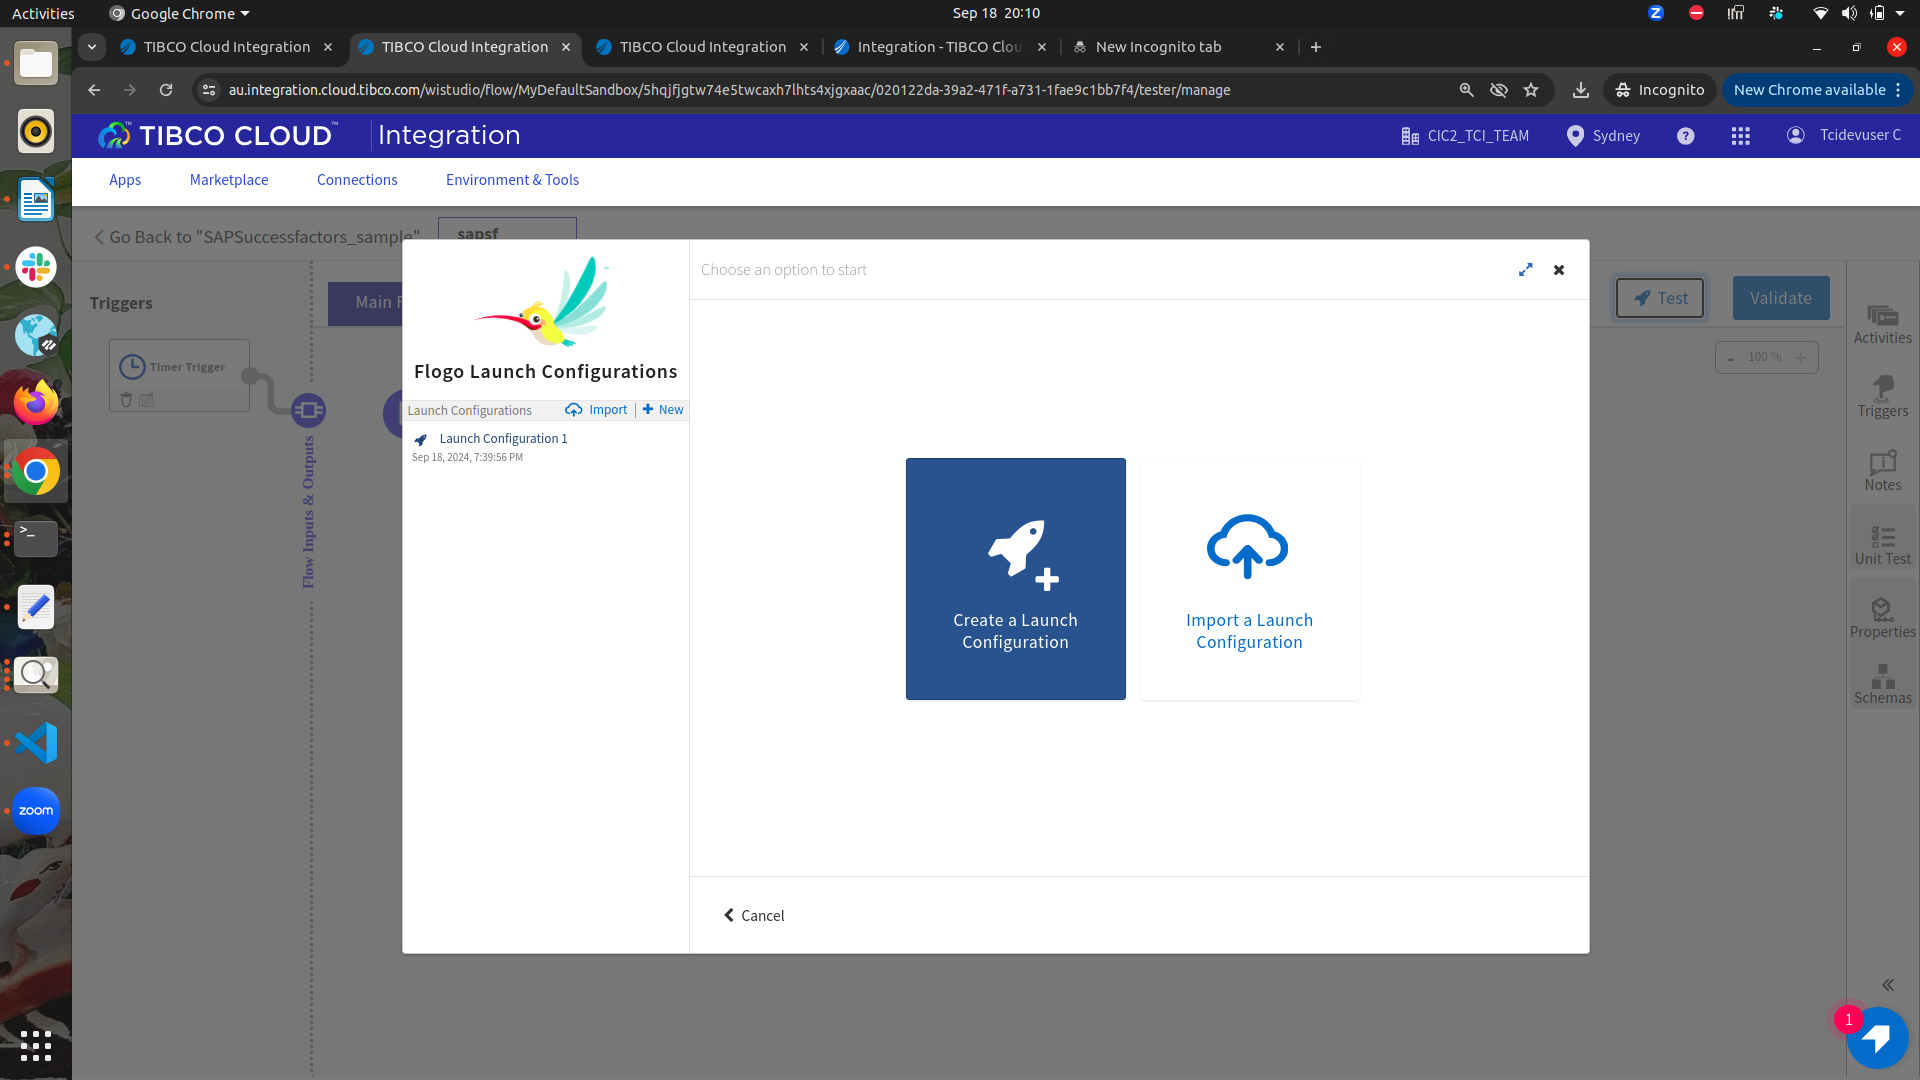 Activities
Google Chrome
Sep 18 20:10
TIBCO Cloud Integration
TIBCO Cloud Integration
TIBCO Cloud Integration
Integration - TIBCO Clou
New Incognito tab
au.integration.cloud.tibco.com/wistudio/flow/MyDefaultSandbox/5hqjfjgtw74e5twcaxh7lhts4xjgxaac/020122da-39a2-471f-a731-1fae9c1bb7f4/tester/manage
Incognito
New Chrome available
TIBCO CLOUD™ Integration
CIC2_TCI_TEAM
Sydney
Tcidevuser C
Apps
Marketplace
Connections
Environment & Tools
Go Back to "SAPSuccessfactors_sample"
sapsf
Triggers
Main F
Timer Trigger
Flow Inputs & Outputs
Flogo Launch Configurations
Launch Configurations
Import
New
Launch Configuration 1
Sep 18, 2024, 7:39:56 PM
Choose an option to start
Create a Launch
Configuration
Import a Launch
Configuration
Cancel
Test
Validate
- 100 % +
Activities
Triggers
Notes
Unit Test
Properties
Schemas
1
zoom